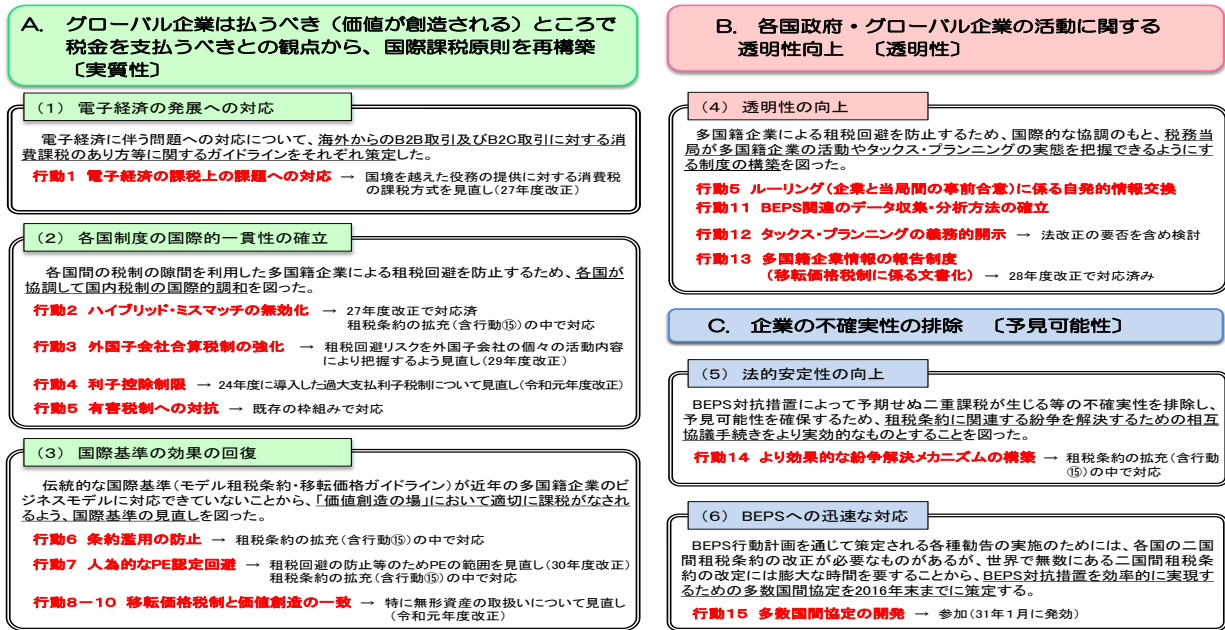 A. グローバル企業は払うべき（価値が創造される）ところで
税金を支払うべきとの観点から、国際課税原則を再構築
〔実質性〕
(1) 電子経済の発展への対応
電子経済に伴う問題への対応について、海外からのB2B取引及びB2C取引に対する消
費課税のあり方等に関するガイドラインをそれぞれ策定した。
行動1 電子経済の課税上の課題への対応 → 国境を越えた役務の提供に対する消費税
の課税方式を見直し(27年度改正)
(2) 各国制度の国際的一貫性の確立
各国間の税制の隙間を利用した多国籍企業による租税回避を防止するため、各国が
協調して国内税制の国際的調和を図った。
行動2 ハイブリッド・ミスマッチの無効化 → 27年度改正で対応済
租税条約の拡充(含行動⑮)の中で対応
行動3 外国子会社合算税制の強化 → 租税回避リスクを外国子会社の個々の活動内容
により把握するよう見直し(29年度改正)
行動4 利子控除制限 → 24年度に導入した過大支払利子税制について見直し(令和元年度改正)
行動5 有害税制への対抗 → 既存の枠組みで対応
(3) 国際基準の効果の回復
伝統的な国際基準(モデル租税条約・移転価格ガイドライン)が近年の多国籍企業のビ
ジネスモデルに対応できていないことから、「価値創造の場」において適切に課税がなされ
るよう、国際基準の見直しを図った。
行動6 条約濫用の防止 → 租税条約の拡充(含行動⑮)の中で対応
行動7 人為的なPE認定回避 → 租税回避の防止等のためPEの範囲を見直し(30年度改正)
租税条約の拡充(含行動⑮)の中で対応
行動8－10 移転価格税制と価値創造の一致 → 特に無形資産の取扱いについて見直し
(令和元年度改正)
B. 各国政府・グローバル企業の活動に関する
透明性向上 〔透明性〕
(4) 透明性の向上
多国籍企業による租税回避を防止するため、国際的な協調のもと、税務当
局が多国籍企業の活動やタックス・プランニングの実態を把握できるようにす
る制度の構築を図った。
行動5 ルーリング(企業と当局間の事前合意)に係る自発的情報交換
行動11 BEPS関連のデータ収集・分析方法の確立
行動12 タックス・プランニングの義務的開示 → 法改正の要否を含め検討
行動13 多国籍企業情報の報告制度
(移転価格税制に係る文書化) → 28年度改正で対応済み
C. 企業の不確実性の排除 〔予見可能性〕
(5) 法的安定性の向上
BEPS対抗措置によって予期せぬ二重課税が生じる等の不確実性を排除し、
予見可能性を確保するため、租税条約に関連する紛争を解決するための相互
協議手続きをより実効的なものとすることを図った。
行動14 より効果的な紛争解決メカニズムの構築 → 租税条約の拡充(含行動
⑮)の中で対応
(6) BEPSへの迅速な対応
BEPS行動計画を通じて策定される各種勧告の実施のためには、各国の二国
間租税条約の改正が必要なものがあるが、世界で無数にある二国間租税条
約の改定には膨大な時間を要することから、BEPS対抗措置を効率的に実現す
るための多数国間協定を2016年末までに策定する。
行動15 多数国間協定の開発 → 参加(31年1月に発効)